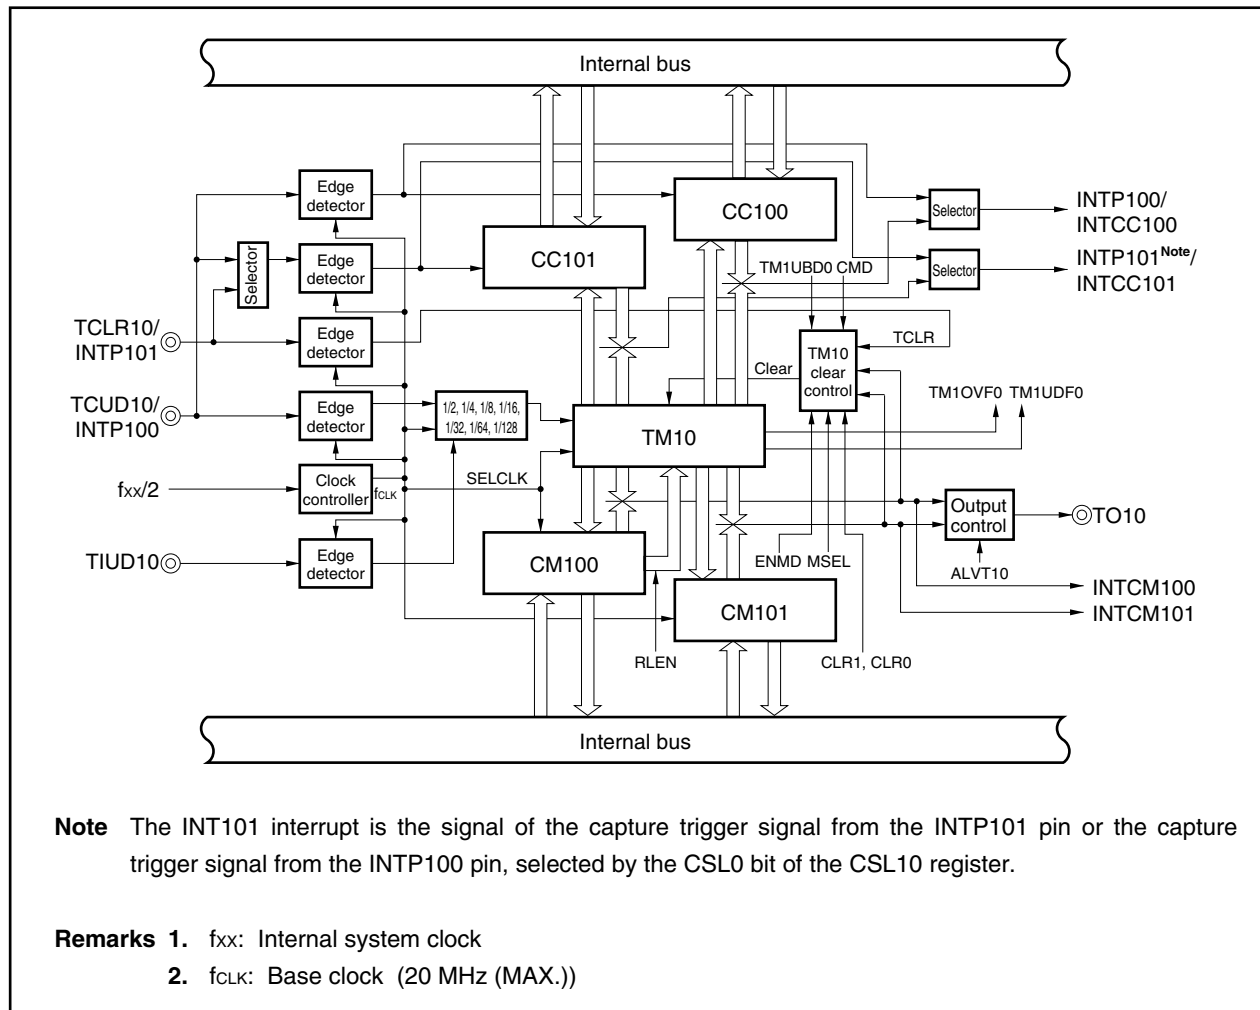 Internal bus
Edge
detector
CC100
Selector
INTP100/
INTCC100
CC101
Selector
Edge
detector
TM1UBD0 CMD
Selector
INTP101Note/
INTCC101
TCLR10/
INTP101
Edge
detector
TCLR
TM10
clear
control
Clear
TCUD10/
INTP100
Edge
detector
1/2, 1/4, 1/8, 1/16,
1/32, 1/64, 1/128
TM10
TM1OVF0 TM1UDF0
fxx/2
Clock
controller
fCLK
SELCLK
Output
control
TO10
TIUD10
Edge
detector
CM100
ENMD MSEL
ALVT10
INTCM100
CM101
INTCM101
RLEN
CLR1, CLR0
Internal bus
Note The INT101 interrupt is the signal of the capture trigger signal from the INTP101 pin or the capture
trigger signal from the INTP100 pin, selected by the CSL0 bit of the CSL10 register.
Remarks 1. fxx: Internal system clock
2. fCLK: Base clock (20 MHz (MAX.))